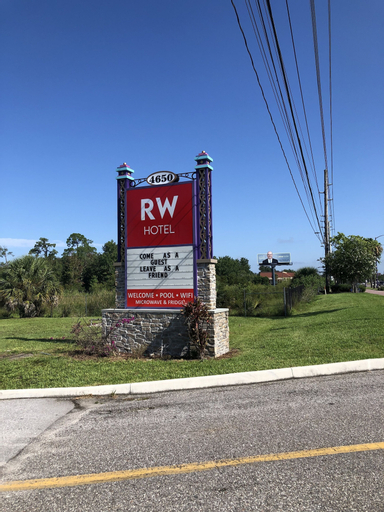 4650
RW
HOTEL
COME AS A
GUEST
LEAVE AS A
FRIEND
WELCOME • POOL • WIFI
MICROWAVE & FRIDGE